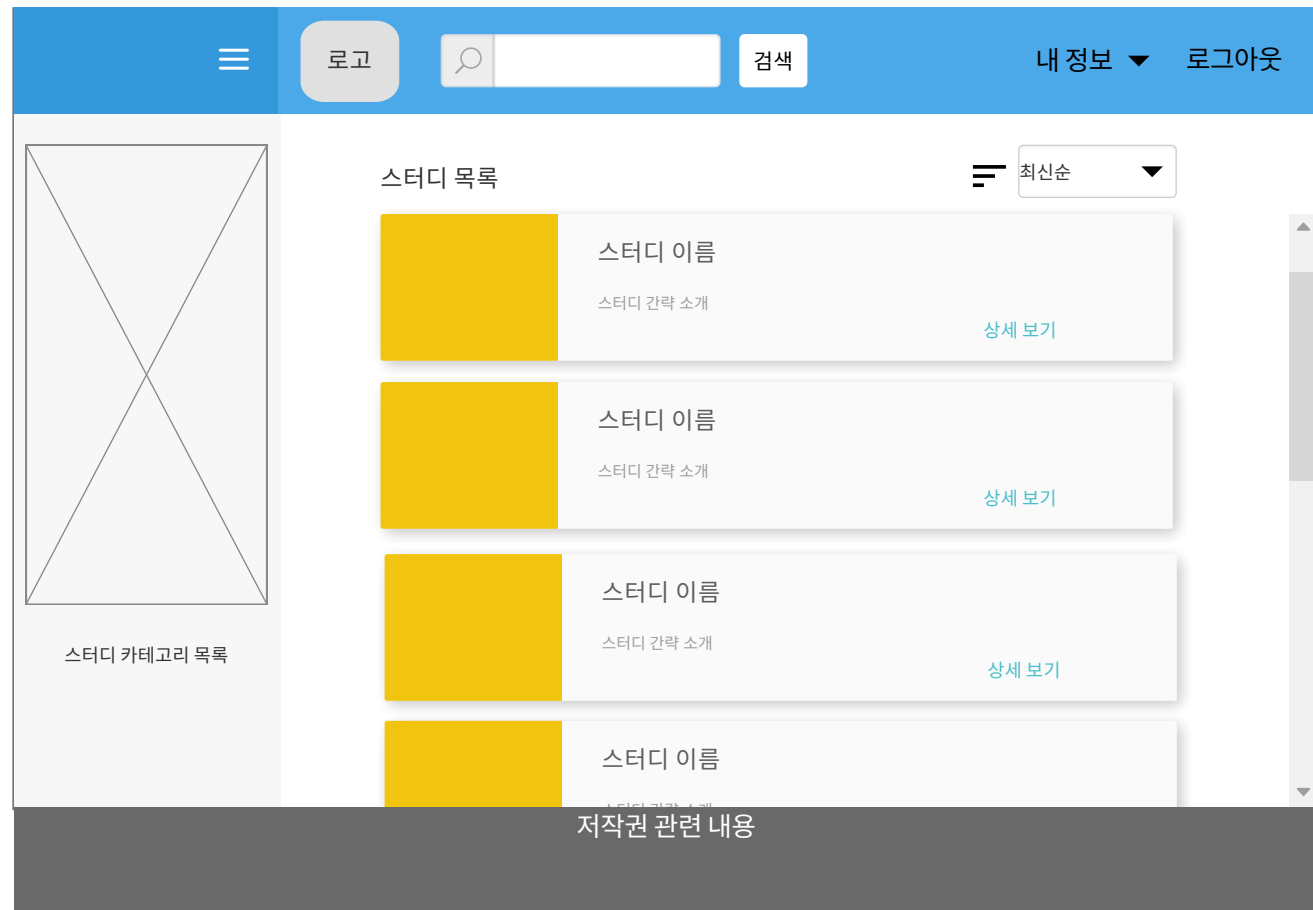 로고
검색
내 정보
로그아웃
스터디 목록
최신순
스터디 이름
스터디 간략 소개
상세 보기
스터디 이름
스터디 간략 소개
상세 보기
스터디 이름
스터디 간략 소개
상세 보기
스터디 카테고리 목록
스터디 이름
저작권 관련 내용